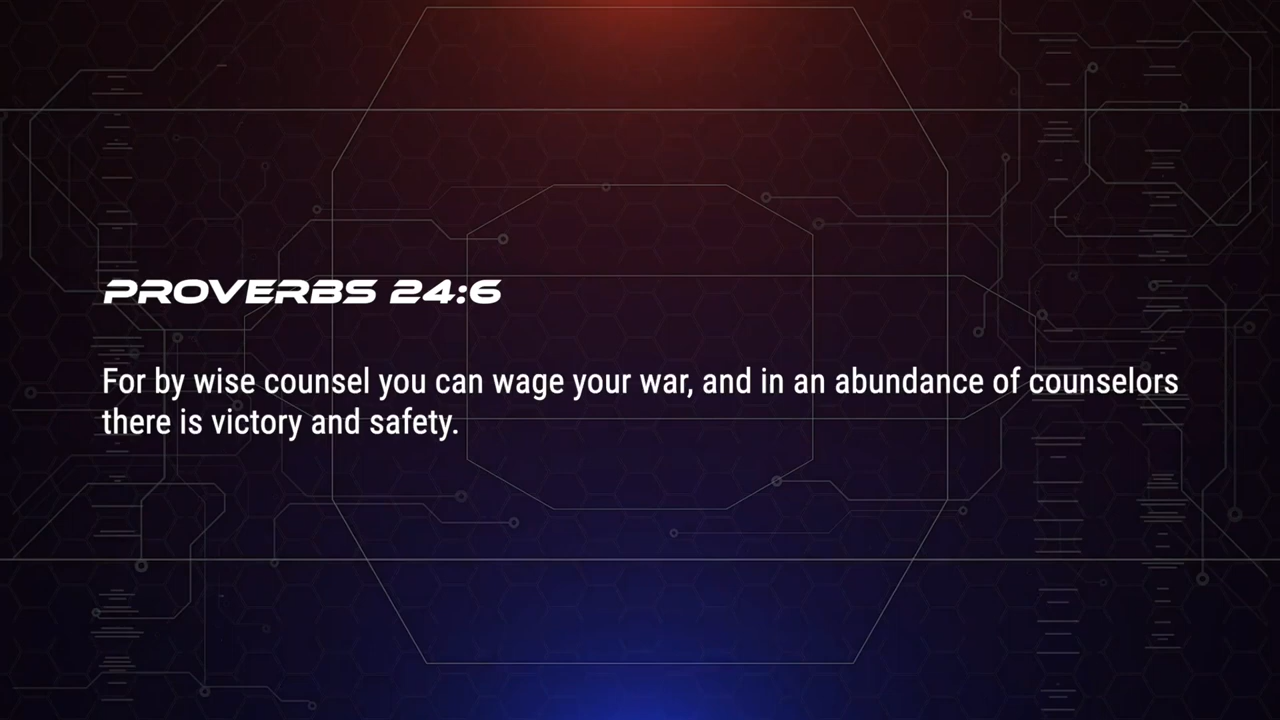 PROVERBS 24:6
For by wise counsel you can wage your war, and in an abundance of counselors
there is victory and safety.